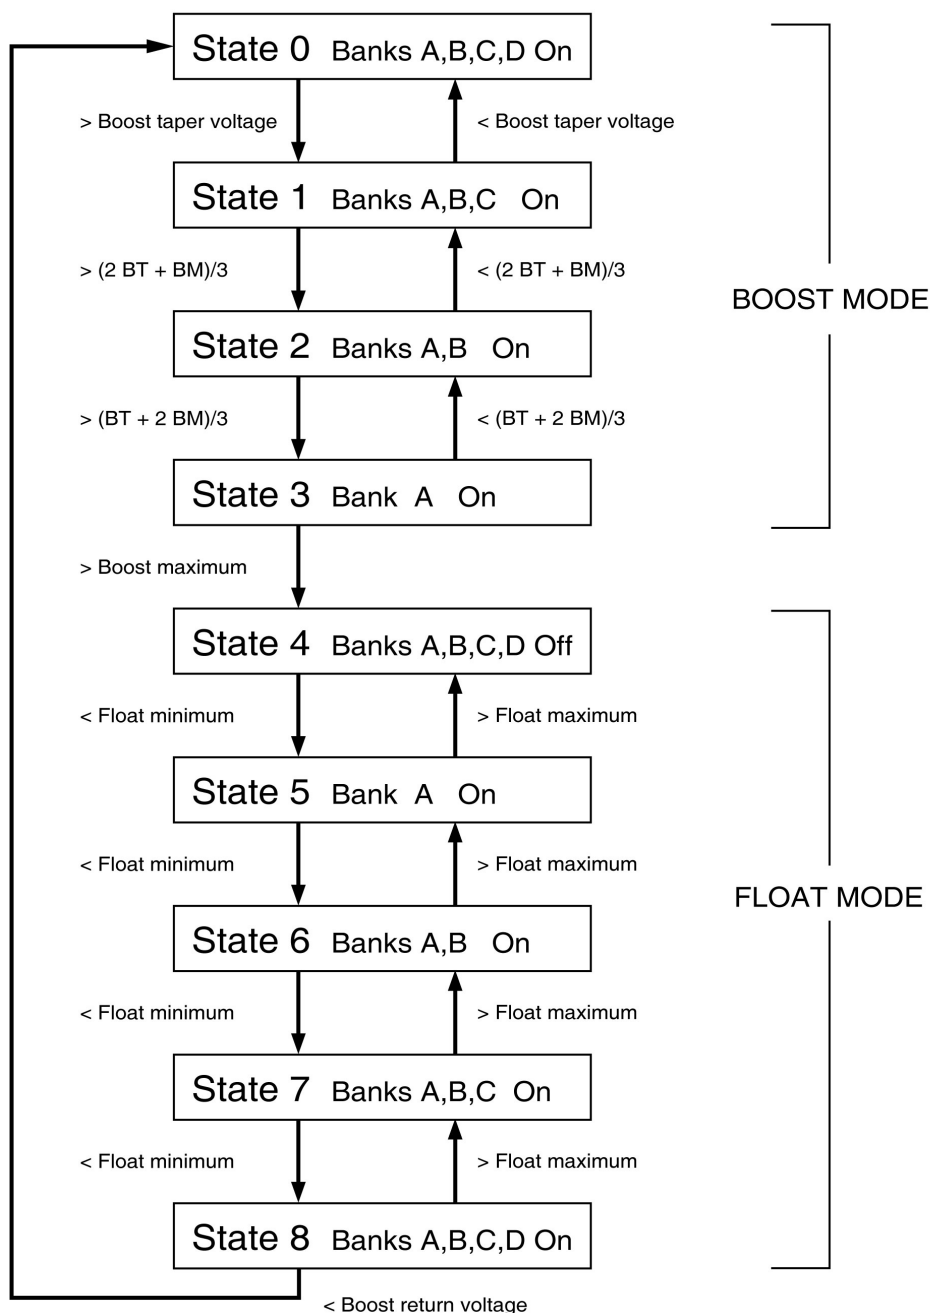 State 0 Banks A,B,C,D On
> Boost taper voltage
< Boost taper voltage
State 1 Banks A,B,C On
> (2 BT + BM)/3
< (2 BT + BM)/3
BOOST MODE
State 2 Banks A,B On
> (BT + 2 BM)/3
< (BT + 2 BM)/3
State 3 Bank A On
> Boost maximum
State 4 Banks A,B,C,D Off
< Float minimum
> Float maximum
State 5 Bank A On
< Float minimum
> Float maximum
FLOAT MODE
State 6 Banks A,B On
< Float minimum
> Float maximum
State 7 Banks A,B,C On
< Float minimum
> Float maximum
State 8 Banks A,B,C,D On
< Boost return voltage